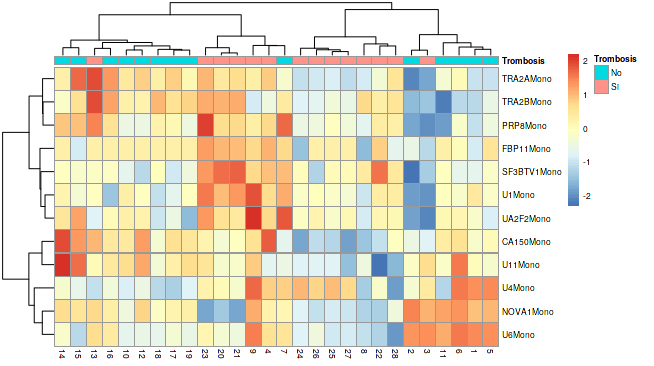 Trombosis
TRA2AMono
TRA2BMono
PRP8Mono
FBP11Mono
SF3BTV1Mono
U1Mono
UA2F2Mono
CA150Mono
U11Mono
U4Mono
NOVA1Mono
U6Mono
14 15 13 16 10 12 18 17 19 23 20 21 9 4 7 24 26 25 27 8 22 28 2 3 11 6 1 5
2
1
0
-1
-2
Trombosis
No
SI